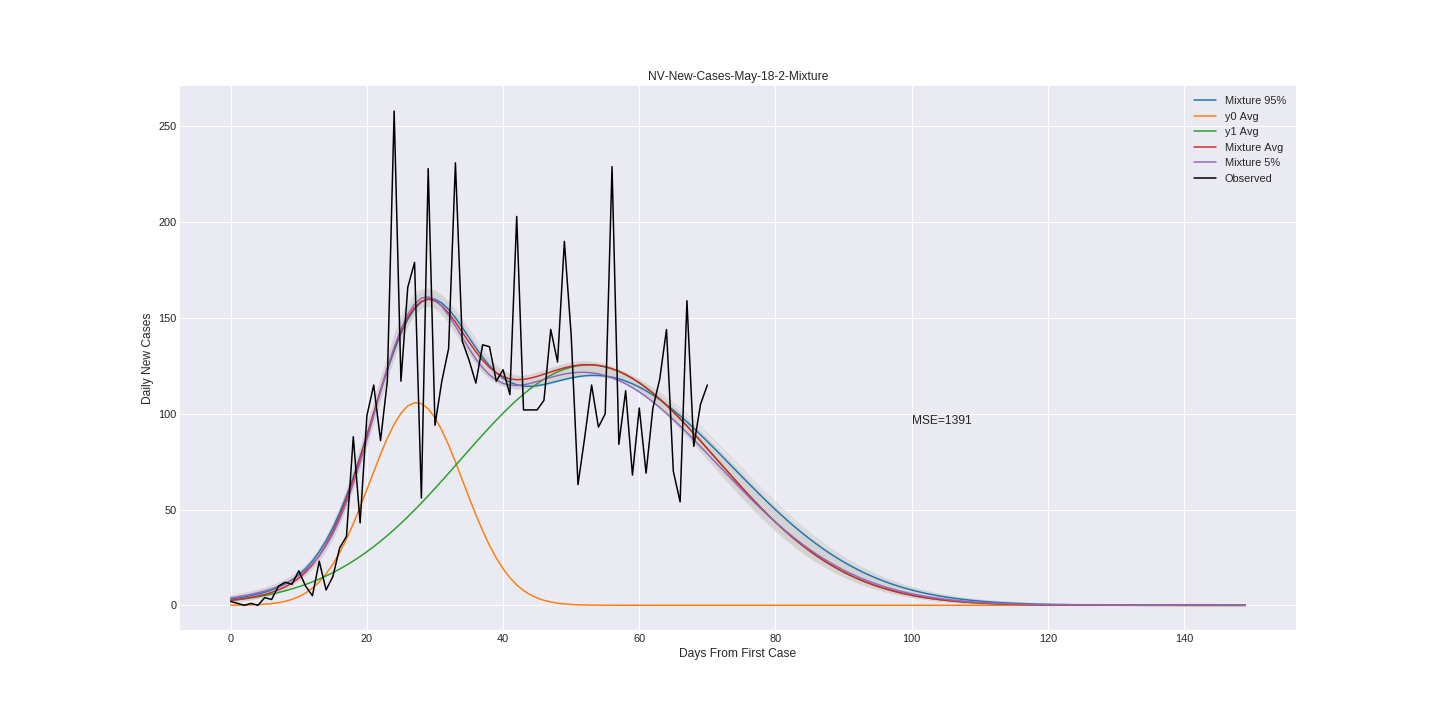 NV-New-Cases-May-18-2-Mixture
Mixture 95%
y0 Avg
y1 Avg
Mixture Avg
Mixture 5%
Observed
Daily New Cases
250
200
150
100
50
0
MSE=1391
0 20 40 60 80 100 120 140
Days From First Case